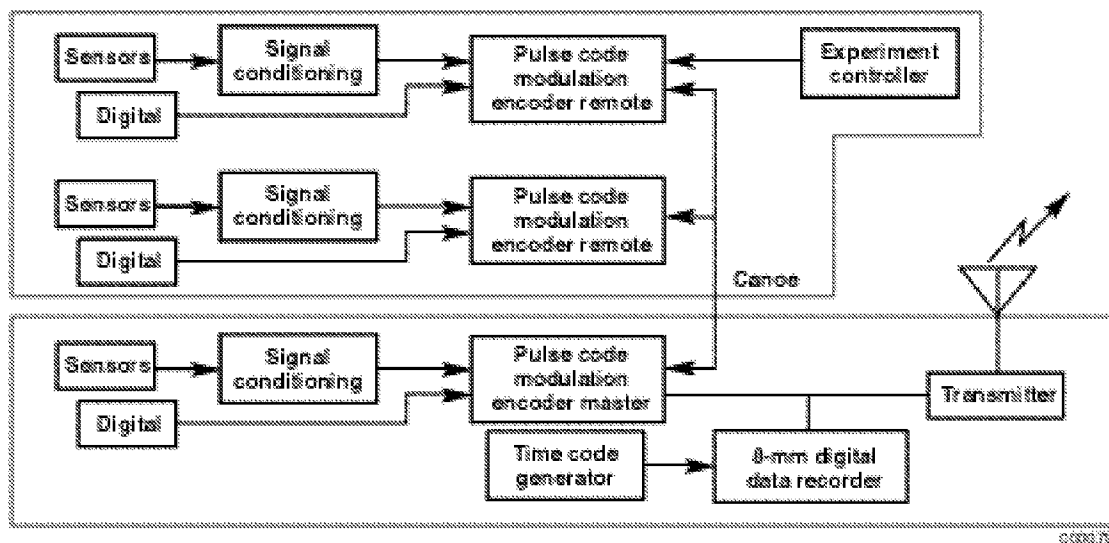 Sensors
Signal
conditioning
Pulse code
modulation
encoder remote
Experiment
controller
Digital
Sensors
Signal
conditioning
Pulse code
modulation
encoder remote
Digital
Canoe
Sensors
Signal
conditioning
Pulse code
modulation
encoder master
Transmitter
Digital
Time code
generator
8-mm digital
data recorder